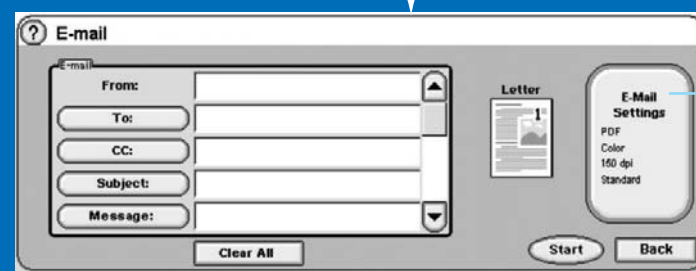 ? E-mail
E-mail
From:
To:
CC:
Subject:
Message:
Clear All
Letter
1
E-Mail
Settings
PDF
Color
150 dpi
Standard
Start
Back